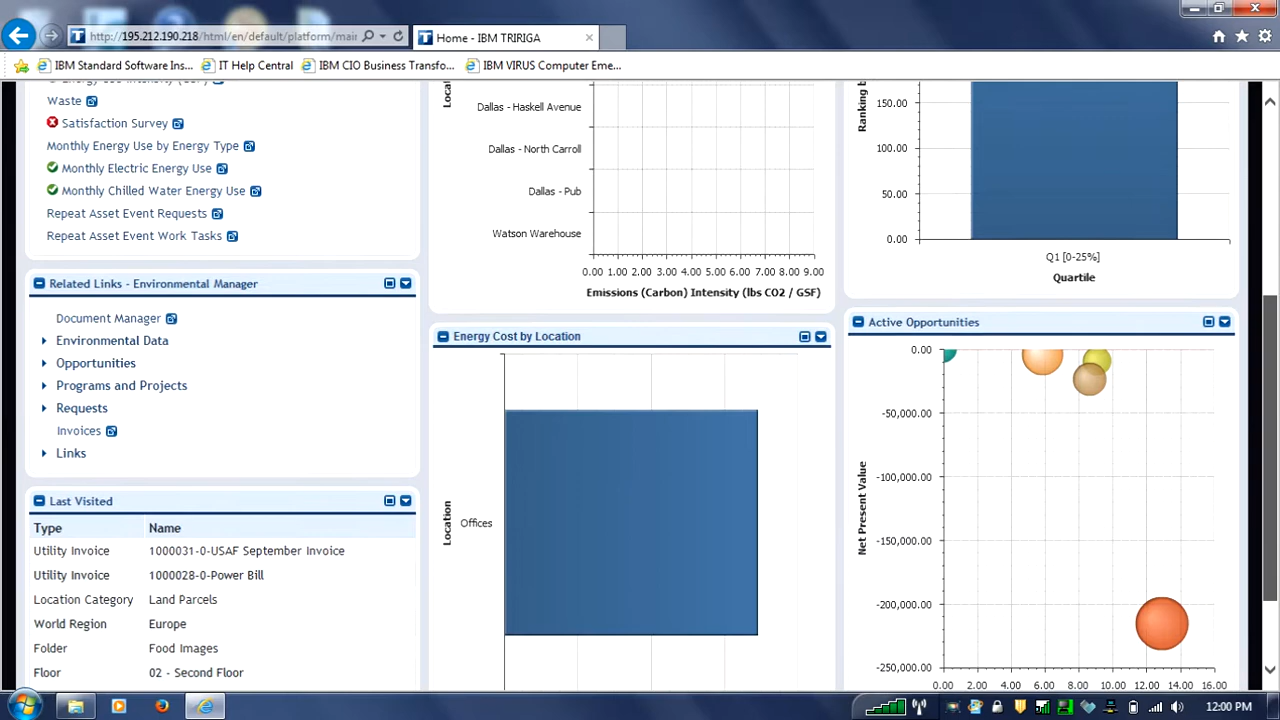 http://195.212.190.218/html/en/default/platform/mair
Home - IBM TRIRIGA
IBM Standard Software Ins...
IT Help Central
IBM CIO Business Transfo...
IBM VIRUS Computer Eme...
Waste
Satisfaction Survey
Monthly Energy Use by Energy Type
Monthly Electric Energy Use
Monthly Chilled Water Energy Use
Repeat Asset Event Requests
Repeat Asset Event Work Tasks
Related Links - Environmental Manager
Document Manager
Environmental Data
Opportunities
Programs and Projects
Requests
Invoices
Links
Last Visited
Type Name
Utility Invoice 1000031-0-USAF September Invoice
Utility Invoice 1000028-0-Power Bill
Location Category Land Parcels
World Region Europe
Folder Food Images
Floor 02 - Second Floor
Locat
Dallas - Haskell Avenue
Dallas - North Carroll
Dallas - Pub
Watson Warehouse
0.00 1.00 2.00 3.00 4.00 5.00 6.00 7.00 8.00 9.00
Emissions (Carbon) Intensity (lbs CO2 / GSF)
Energy Cost by Location
Location
Offices
Ranking b
150.00
100.00
50.00
0.00
Q1 [0-25%]
Quartile
Active Opportunities
Net Present Value
0.00
-50,000.00
-100,000.00
-150,000.00
-200,000.00
-250,000.00
0.00 2.00 4.00 6.00 8.00 10.00 12.00 14.00 16.00
12:00 PM